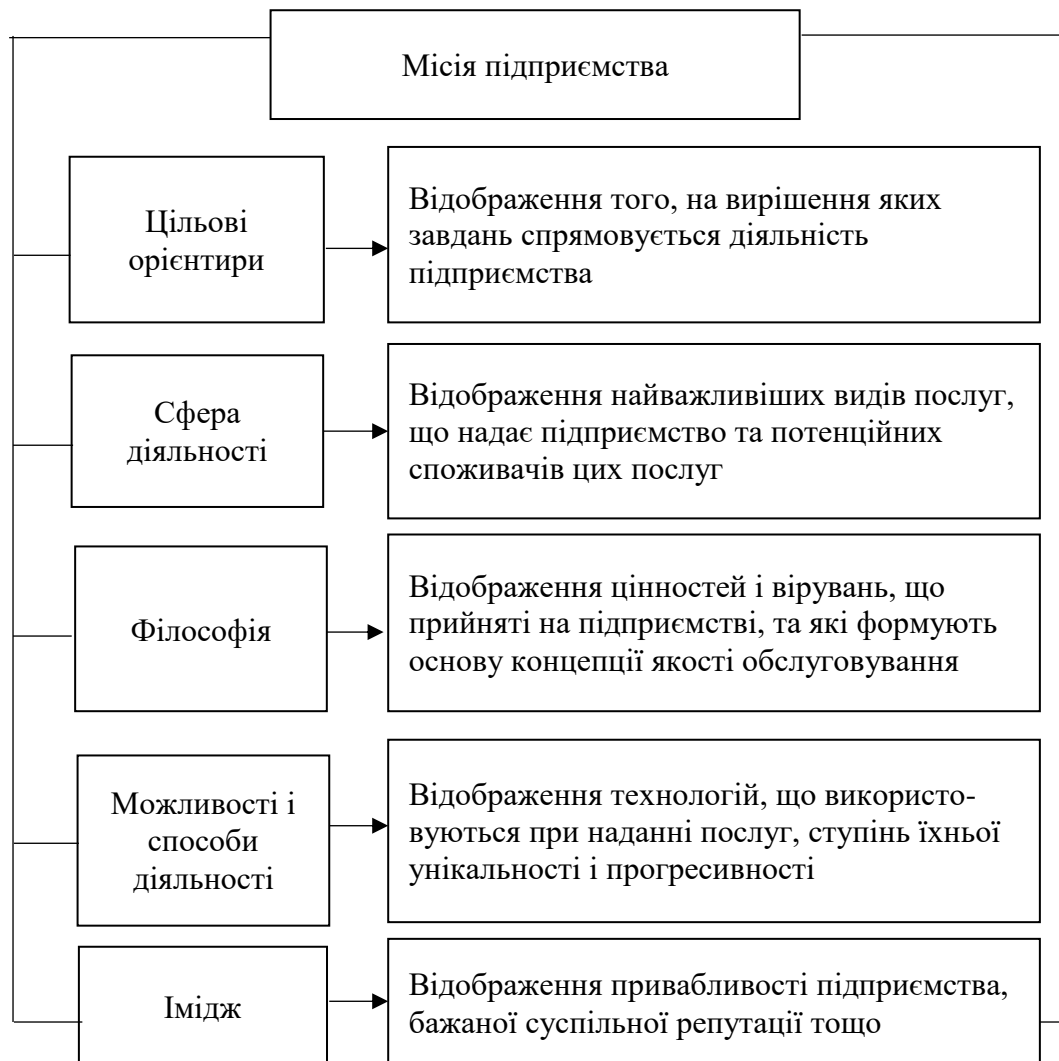 Місія підприємства
Цільові
орієнтири
Відображення того, на вирішення яких
завдань спрямовується діяльність
підприємства
Сфера
діяльності
Відображення найважливіших видів послуг,
що надає підприємство та потенційних
споживачів цих послуг
Філософія
Відображення цінностей і вірувань, що
прийняті на підприємстві, та які формують
основу концепції якості обслуговування
Можливості і
способи
діяльності
Відображення технологій, що використо-
вуються при наданні послуг, ступінь їхньої
унікальності і прогресивності
Імідж
Відображення привабливості підприємства,
бажаної суспільної репутації тощо